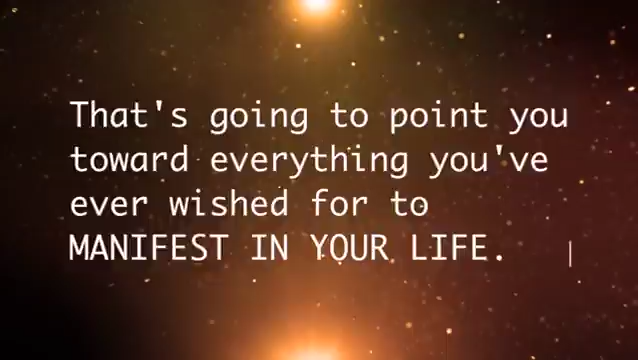 That's going to point you
toward everything you've
ever wished for to
MANIFEST IN YOUR LIFE.